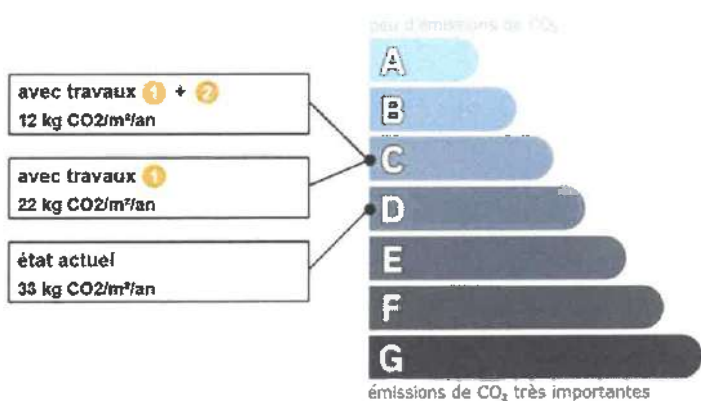 peu d'émissions de CO₂
A
avec travaux 1 + 2
12 kg CO2/m²/an
B
C
avec travaux 1
22 kg CO2/m²/an
D
état actuel
33 kg CO2/m²/an
E
F
G
émissions de CO₂ très importantes